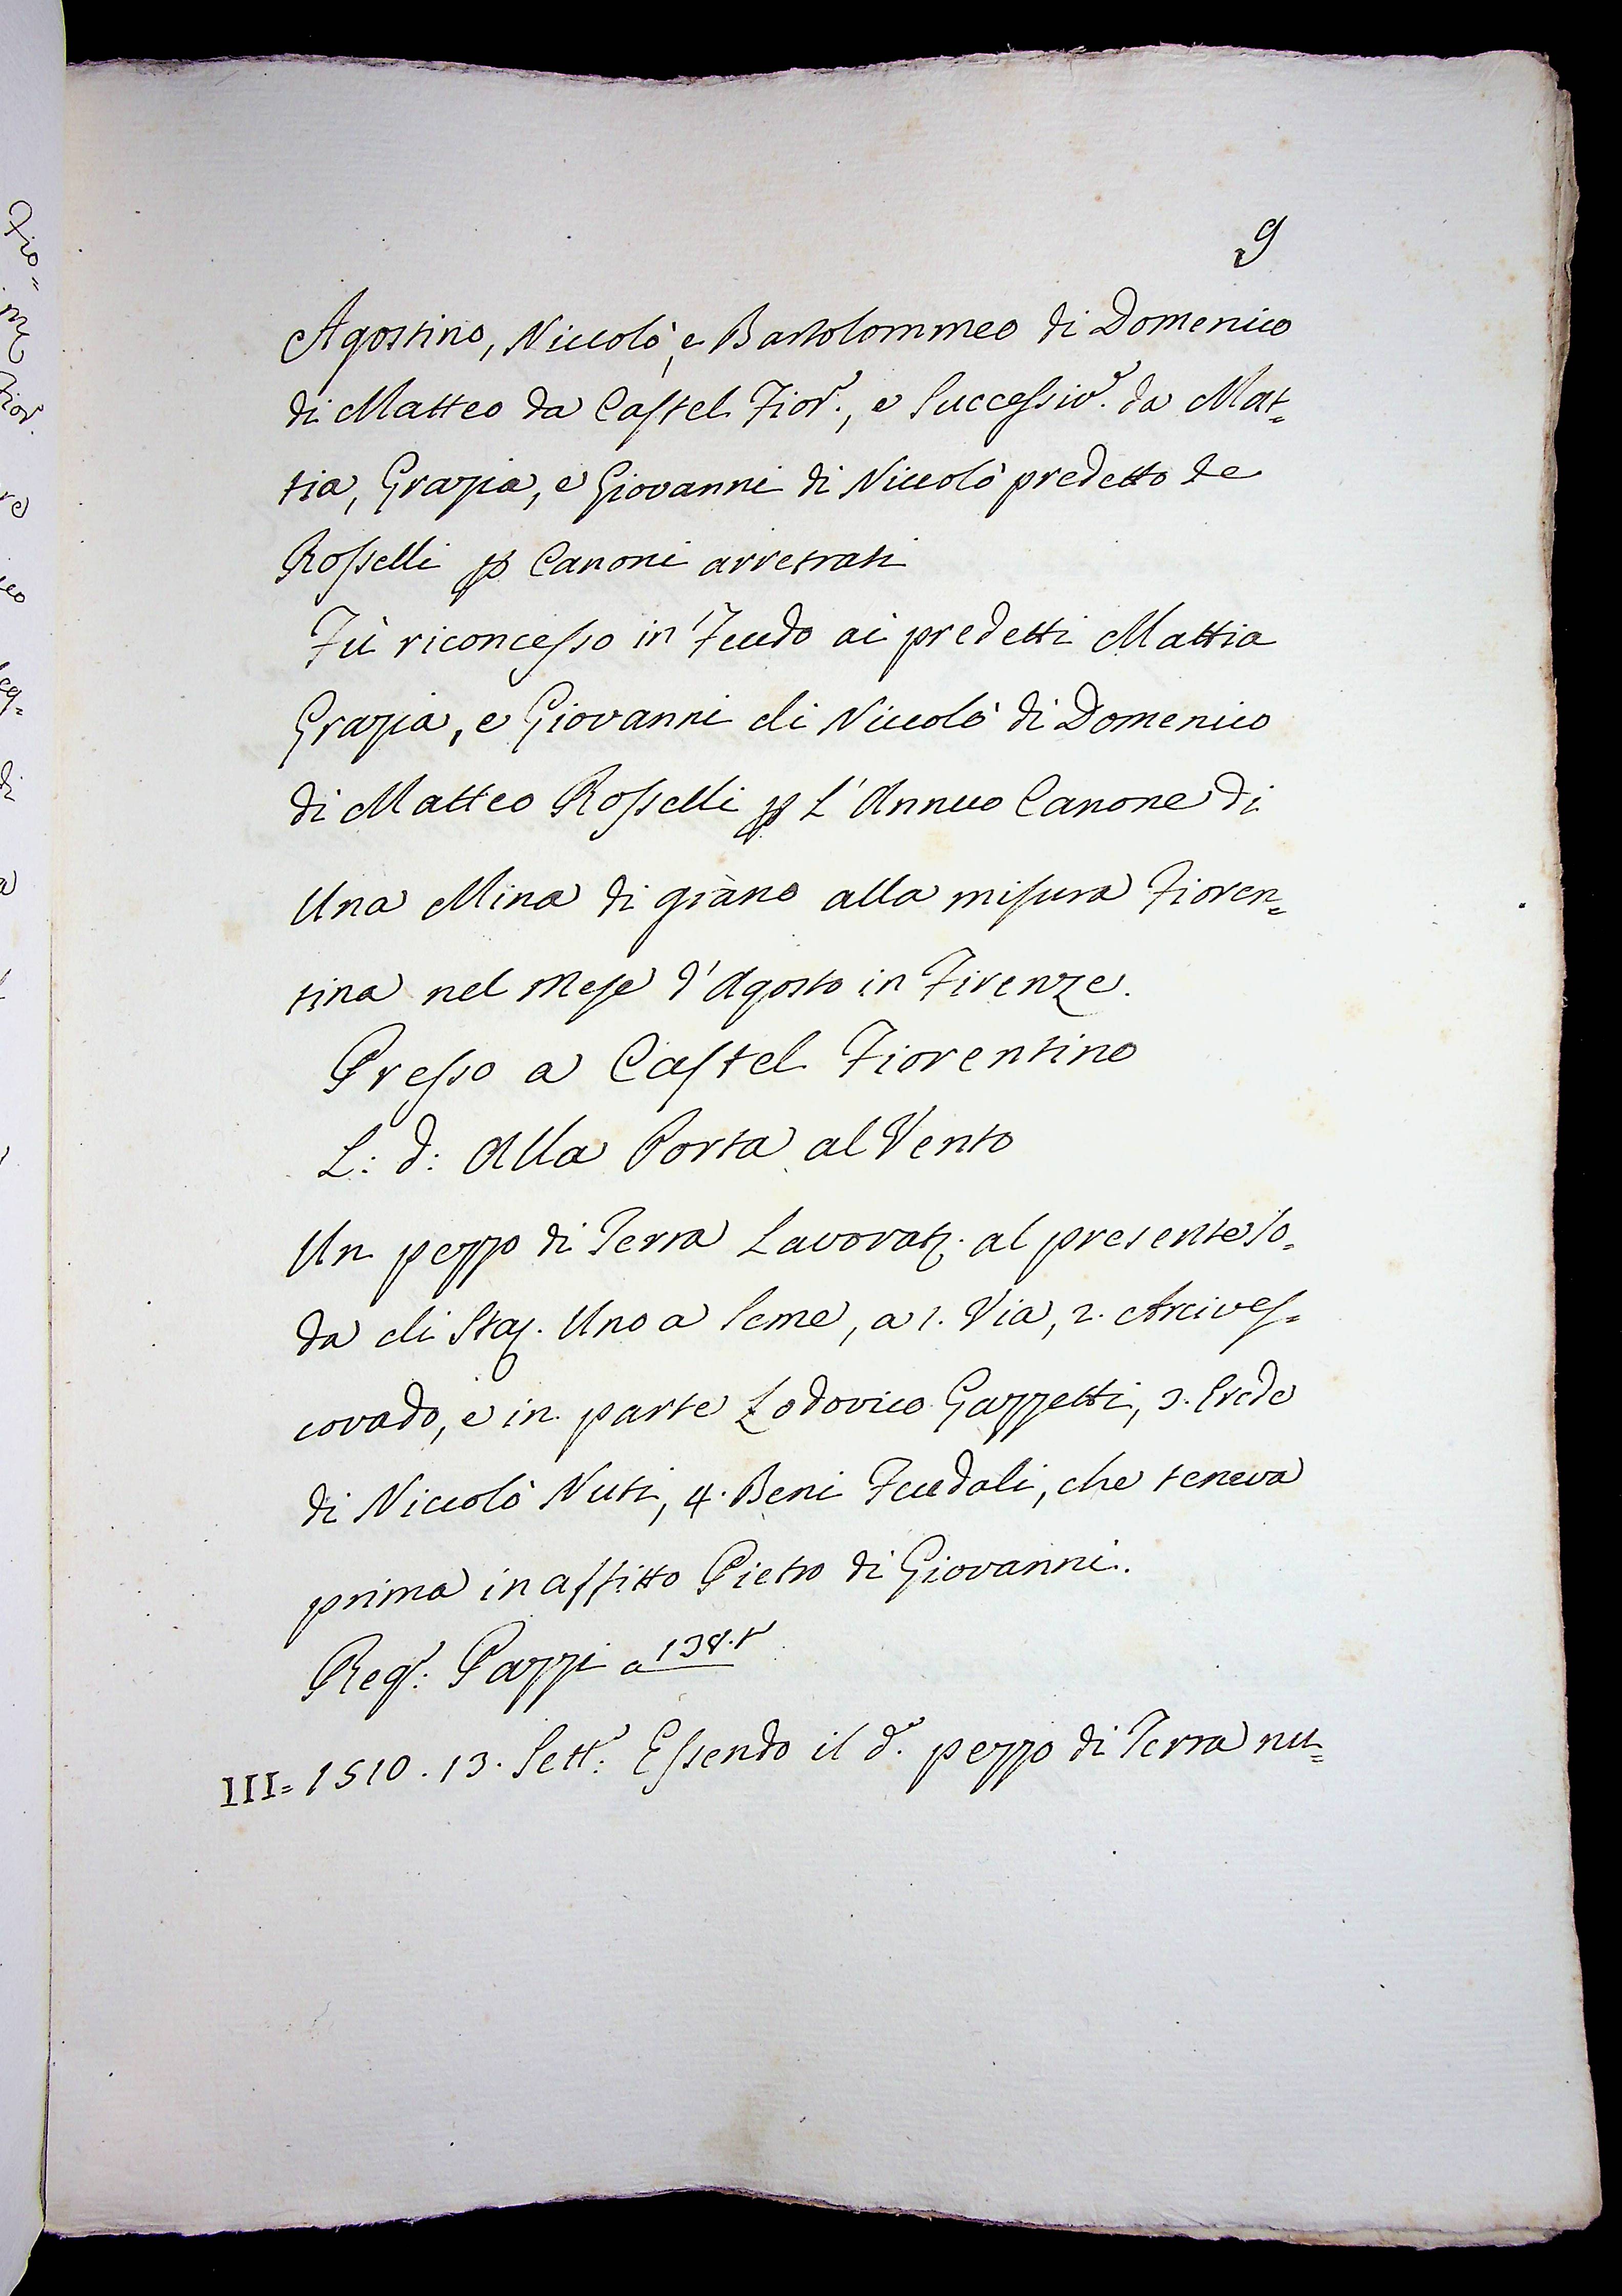 9
Agostino, Niccolò, e Bartolommeo di Domenico
di Matteo da Castel Fior.º, e Successiv.e da Mat=
tia, Grazia, e Giovanni di Niccolò predetto de
Rosselli p Canoni arretrati
Fù riconcesso in Feudo ai predetti Mattia
Grazia, e Giovanni di Niccolò di Domenico
di Matteo Rosselli p L'Annuo Canone di
Una Mina di grano alla misura Fioren=
tina nel Mese d'Agosto in Firenze.
Presso a Castel Fiorentino
L: d: Alla Porta al Vento
Un pezzo di Terra Lavorat. al presente so=
da di Staj. Uno a Seme, a 1. Via, 2. Arcives=
covado, e in parte Lodovico Gazzetti, 3. Erede
di Niccolò Nuti, 4. Beni Feudali, che teneva
prima in affitto Pietro di Giovanni.
Reg.º: Pazzi a 138.t
III= 1510. 13. Sett.e: Essendo il d.º pezzo di Terra nu=